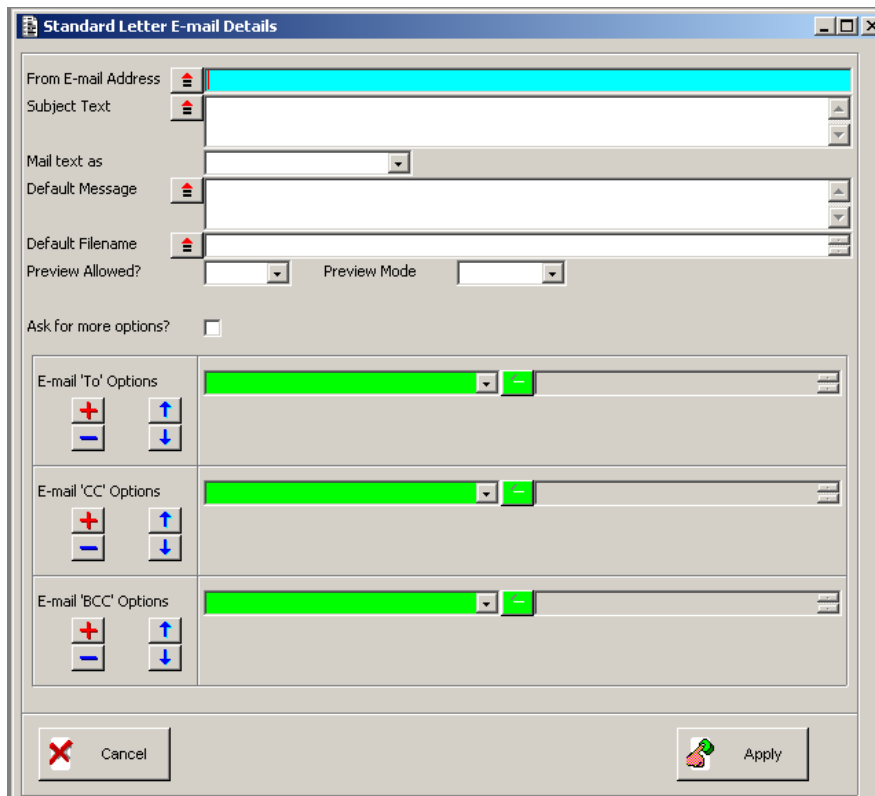 Standard Letter E-mail Details
From E-mail Address
Subject Text
Mail text as
Default Message
Default Filename
Preview Allowed? Preview Mode
Ask for more options?
E-mail 'To' Options
E-mail 'CC' Options
E-mail 'BCC' Options
Cancel Apply